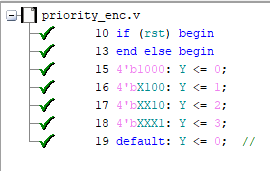 priority_enc.v
10 if (rst) begin
13 end else begin
15 4'b1000: Y <= 0;
16 4'bX100: Y <= 1;
17 4'bXX10: Y <= 2;
18 4'bXXX1: Y <= 3;
19 default: Y <= 0; //